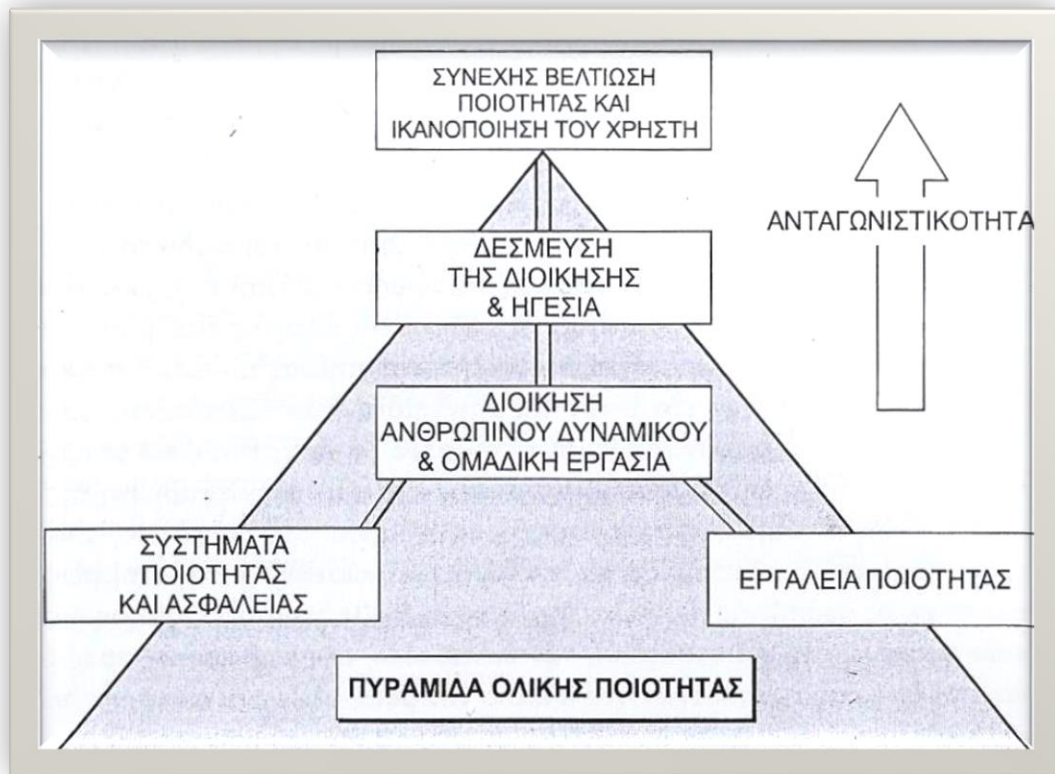 ΣΥΝΕΧΗΣ ΒΕΛΤΙΩΣΗ
ΠΟΙΟΤΗΤΑΣ ΚΑΙ
ΙΚΑΝΟΠΟΙΗΣΗ ΤΟΥ ΧΡΗΣΤΗ
ΑΝΤΑΓΩΝΙΣΤΙΚΟΤΗΤΑ
ΔΕΣΜΕΥΣΗ
ΤΗΣ ΔΙΟΙΚΗΣΗΣ
& ΗΓΕΣΙΑ
ΔΙΟΙΚΗΣΗ
ΑΝΘΡΩΠΙΝΟΥ ΔΥΝΑΜΙΚΟΥ
& ΟΜΑΔΙΚΗ ΕΡΓΑΣΙΑ
ΣΥΣΤΗΜΑΤΑ
ΠΟΙΟΤΗΤΑΣ
ΚΑΙ ΑΣΦΑΛΕΙΑΣ
ΕΡΓΑΛΕΙΑ ΠΟΙΟΤΗΤΑΣ
ΠΥΡΑΜΙΔΑ ΟΛΙΚΗΣ ΠΟΙΟΤΗΤΑΣ